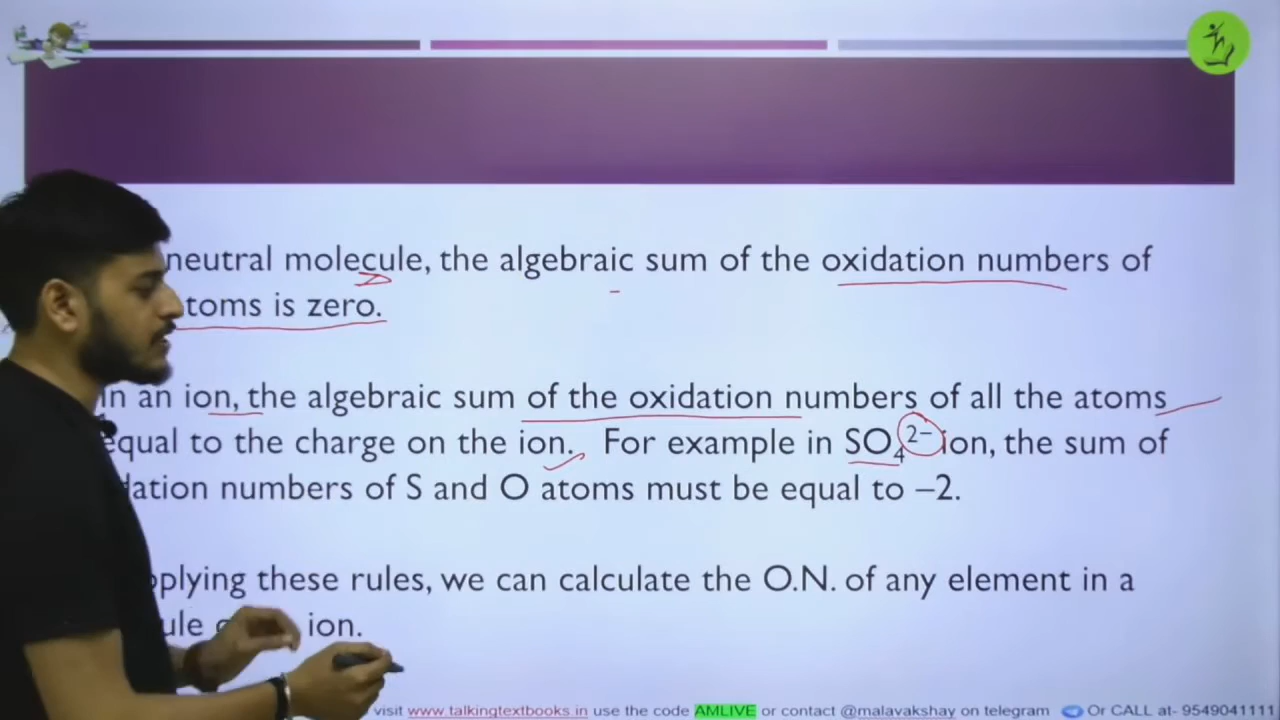 neutral molecule, the algebraic sum of the oxidation numbers of
toms is zero.
In an ion, the algebraic sum of the oxidation numbers of all the atoms
equal to the charge on the ion. For example in SO₄²⁻ ion, the sum of
dation numbers of S and O atoms must be equal to –2.
pplying these rules, we can calculate the O.N. of any element in a
ule ion.
visit www.talkingtextbooks.in use the code AMLIVE or contact @malavakshay on telegram Or CALL at- 9549041111